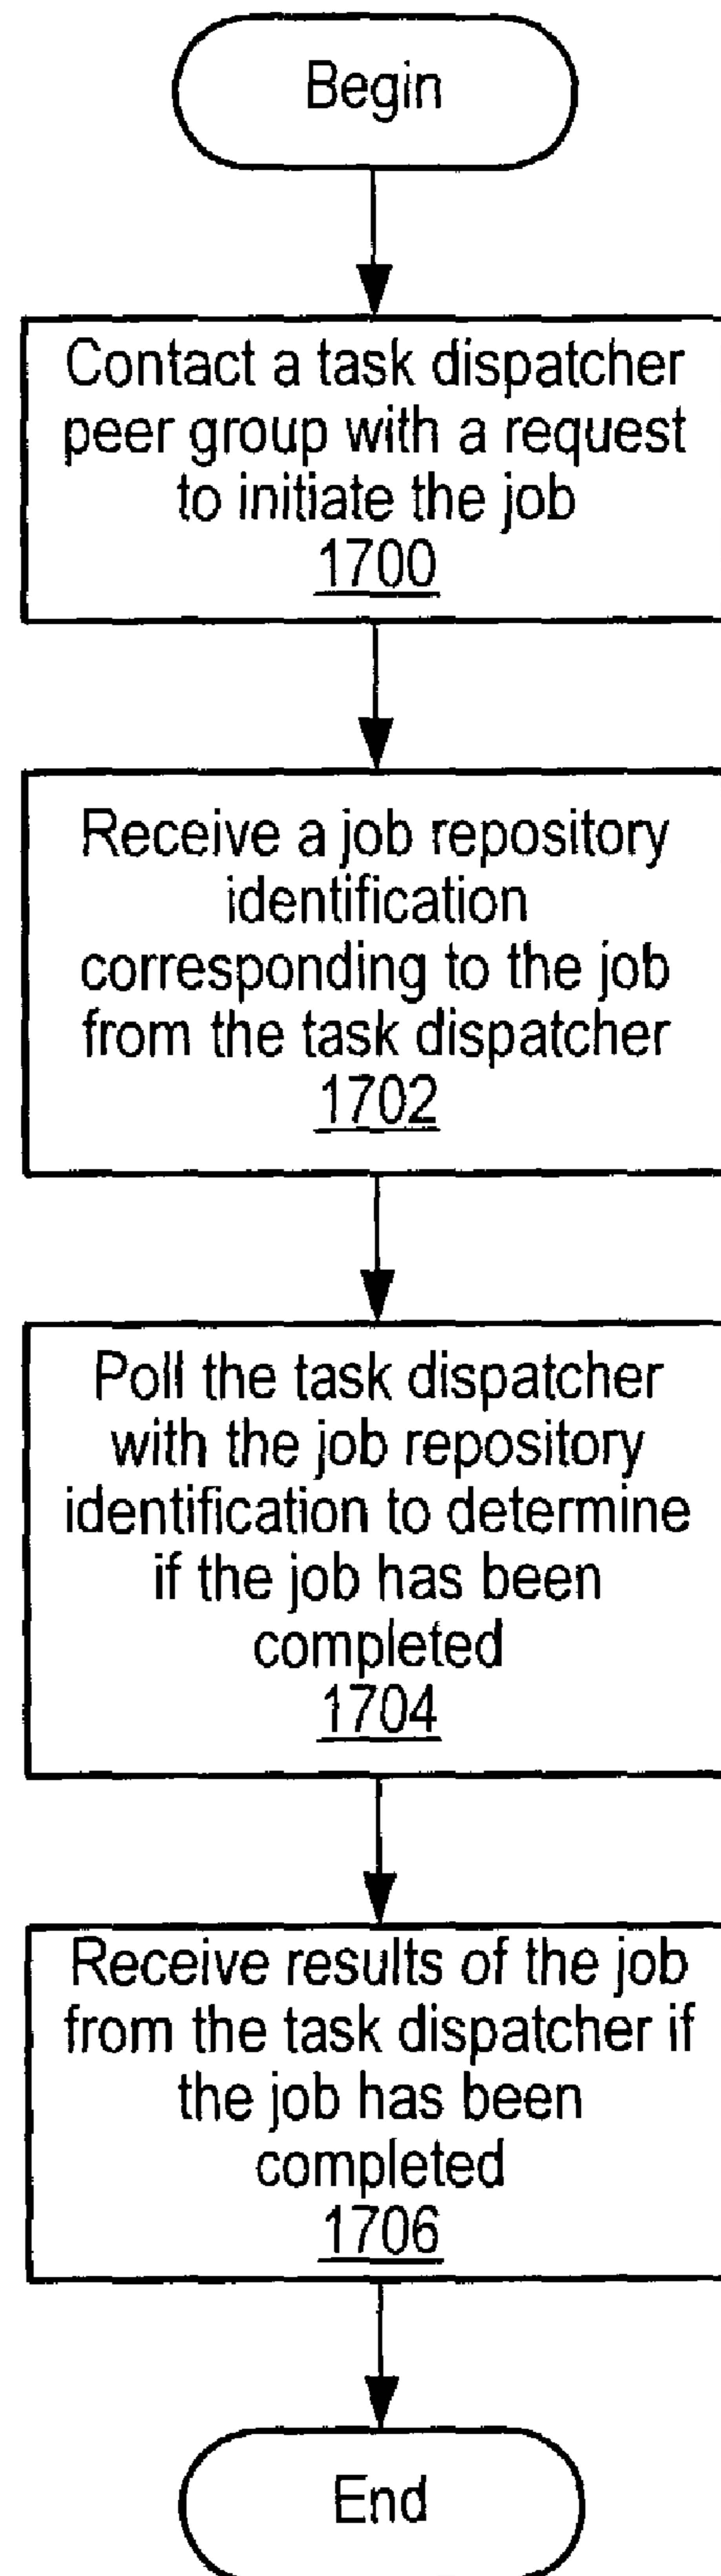 Begin
Contact a task dispatcher
peer group with a request
to initiate the job
1700
Receive a job repository
identification
corresponding to the job
from the task dispatcher
1702
Poll the task dispatcher
with the job repository
identification to determine
if the job has been
completed
1704
Receive results of the job
from the task dispatcher if
the job has been
completed
1706
End